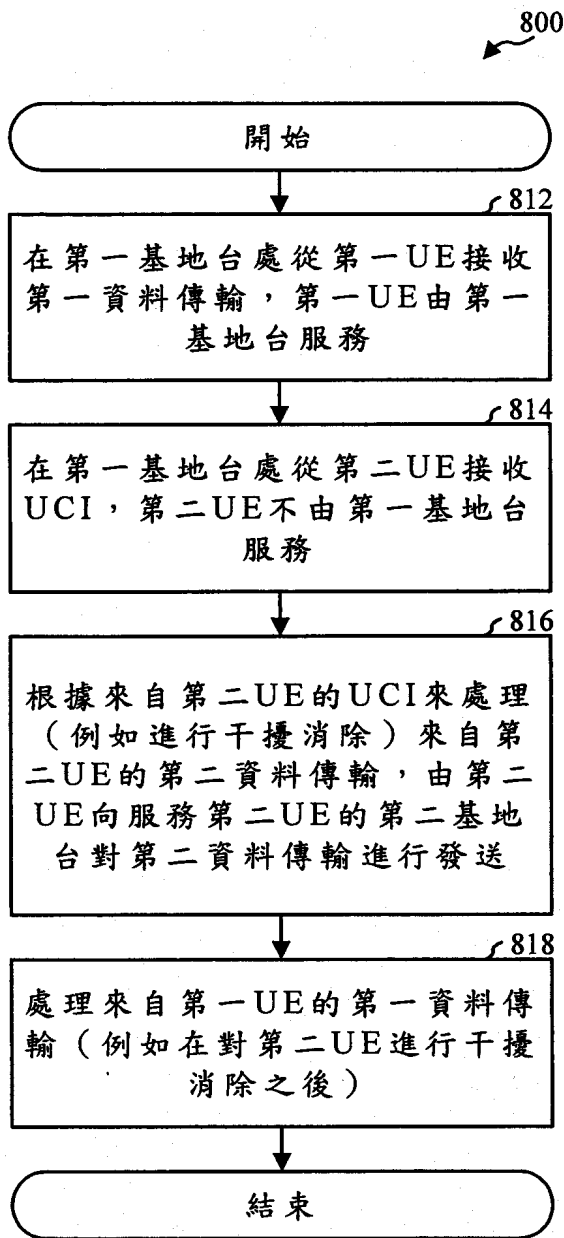 800
開始
812
在第一基地台處從第一UE接收
第一資料傳輸，第一UE由第一
基地台服務
814
在第一基地台處從第二UE接收
UCI，第二UE不由第一基地台
服務
816
根據來自第二UE的UCI來處理
（例如進行干擾消除）來自第
二UE的第二資料傳輸，由第二
UE向服務第二UE的第二基地
台對第二資料傳輸進行發送
818
處理來自第一UE的第一資料傳
輸（例如在對第二UE進行干擾
消除之後）
結束